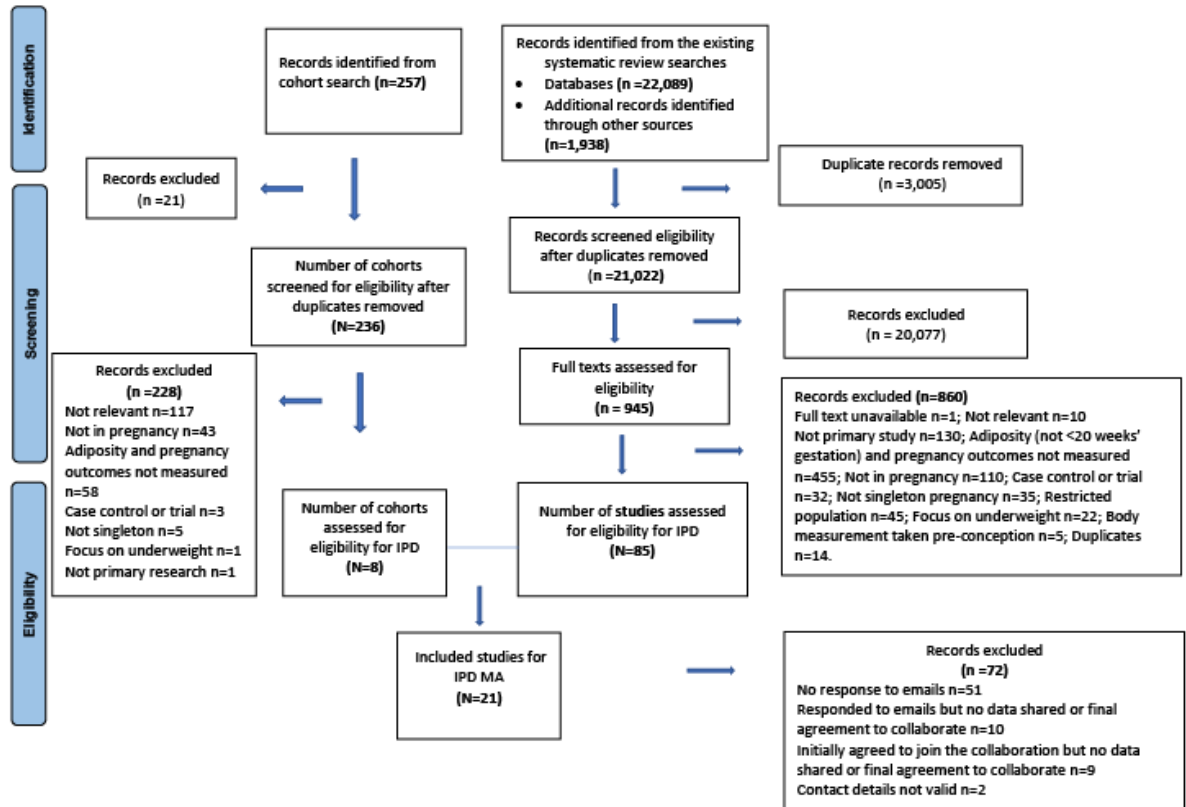 Identification
Records identified from
cohort search (n=257)
Records identified from the existing
systematic review searches
• Databases (n =22,089)
• Additional records identified
through other sources
(n=1,938)
Records excluded
(n =21)
Duplicate records removed
(n =3,005)
Screening
Number of cohorts
screened for eligibility after
duplicates removed
(N=236)
Records screened eligibility
after duplicates removed
(n =21,022)
Records excluded
(n = 20,077)
Records excluded
(n =228)
Not relevant n=117
Not in pregnancy n=43
Adiposity and pregnancy
outcomes not measured
n=58
Case control or trial n=3
Not singleton n=5
Focus on underweight n=1
Not primary research n=1
Full texts assessed for
eligibility
(n = 945)
Records excluded (n=860)
Full text unavailable n=1; Not relevant n=10
Not primary study n=130; Adiposity (not <20 weeks'
gestation) and pregnancy outcomes not measured
n=455; Not in pregnancy n=110; Case control or trial
n=32; Not singleton pregnancy n=35; Restricted
population n=45; Focus on underweight n=22; Body
measurement taken pre-conception n=5; Duplicates
n=14.
Eligibility
Number of cohorts
assessed for
eligibility for IPD
(N=8)
Number of studies assessed
for eligibility for IPD
(N=85)
Included studies for
IPD MA
(N=21)
Records excluded
(n =72)
No response to emails n=51
Responded to emails but no data shared or final
agreement to collaborate n=10
Initially agreed to join the collaboration but no data
shared or final agreement to collaborate n=9
Contact details not valid n=2